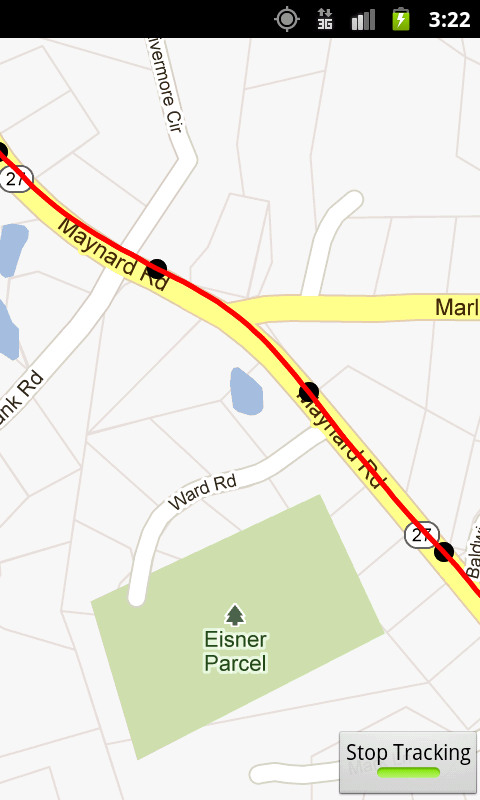 3G
3:22
ivermore Cir
27
Maynard Rd
Marl
ank Rd
Maynard Rd
Ward Rd
27
Baldwi
Eisner
Parcel
Stop Tracking